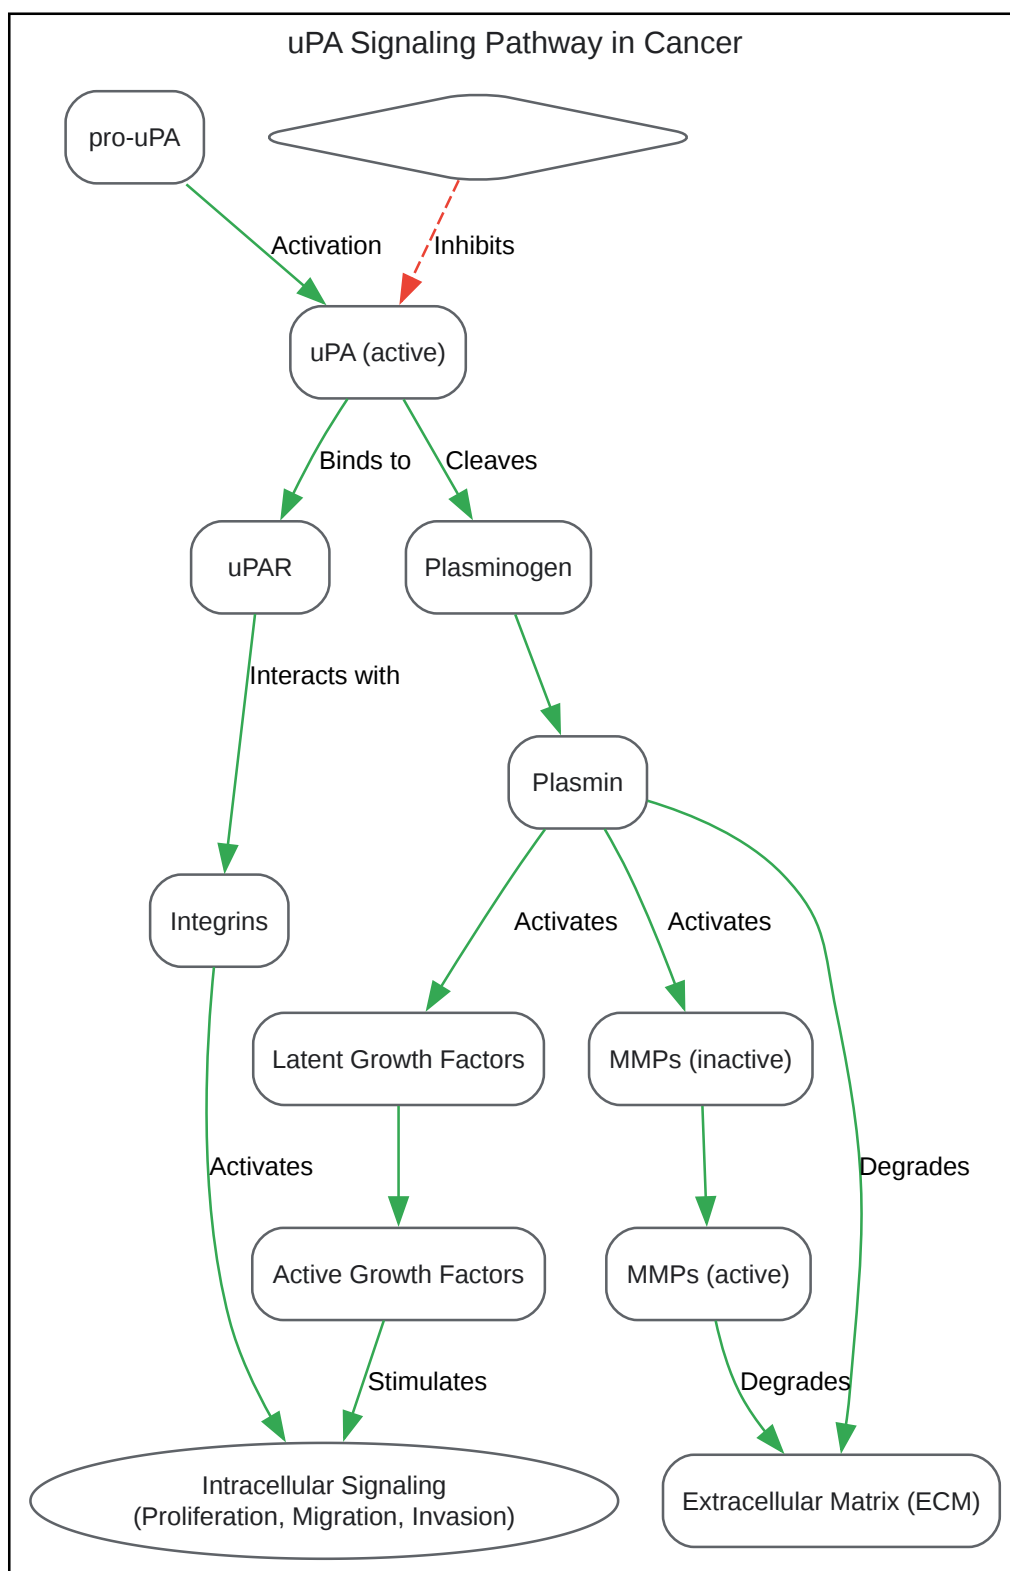 uPA Signaling Pathway in Cancer
pro-uPA
Activation
Inhibits
uPA (active)
Binds to
Cleaves
uPAR
Plasminogen
Interacts with
Plasmin
Integrins
Activates
Activates
Latent Growth Factors
MMPs (inactive)
Activates
Degrades
Active Growth Factors
MMPs (active)
Stimulates
Degrades
Intracellular Signaling
(Proliferation, Migration, Invasion)
Extracellular Matrix (ECM)